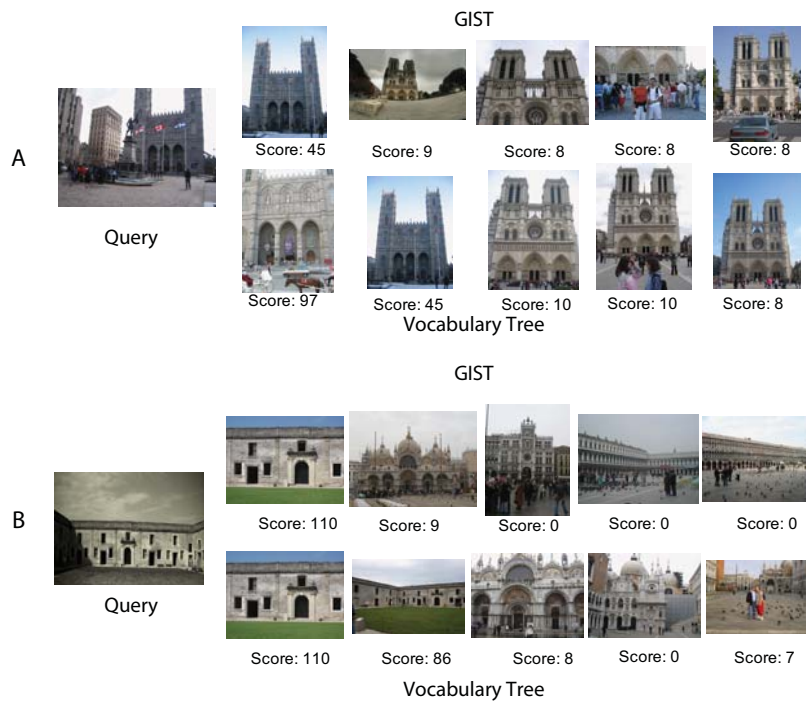 GIST
A
Query
Score: 45
Score: 9
Score: 8
Score: 8
Score: 8
Score: 97
Score: 45
Score: 10
Score: 10
Score: 8
Vocabulary Tree
GIST
B
Query
Score: 110
Score: 9
Score: 0
Score: 0
Score: 0
Score: 110
Score: 86
Score: 8
Score: 0
Score: 7
Vocabulary Tree